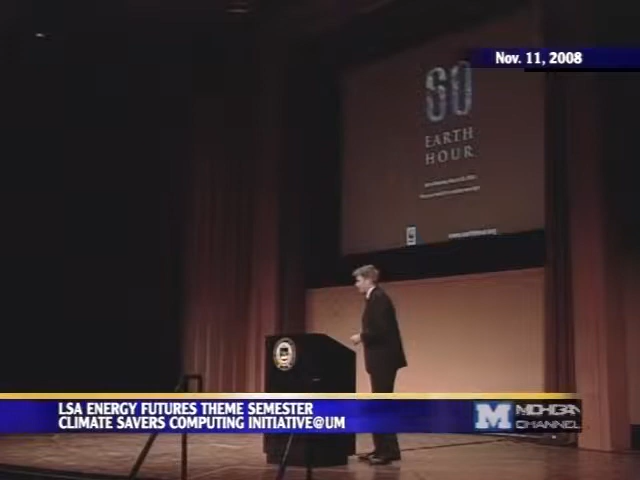 Nov. 11, 2008
60
EARTH
HOUR
LSA ENERGY FUTURES THEME SEMESTER
CLIMATE SAVERS COMPUTING INITIATIVE@UM
M MICHIGAN
CHANNEL